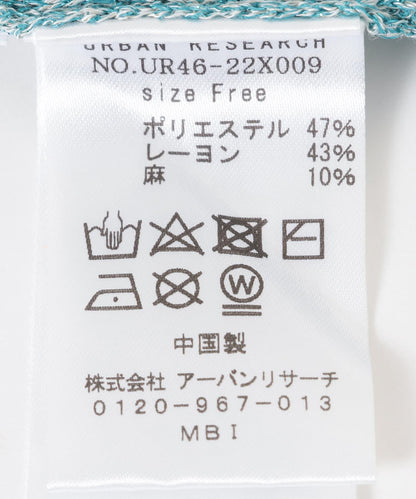 URBAN RESEARCH
NO.UR46-22X009
size Free
ポリエステル 47%
レーヨン 43%
麻 10%
W
中国製
株式会社 アーバンリサーチ
0120-967-013
MBI